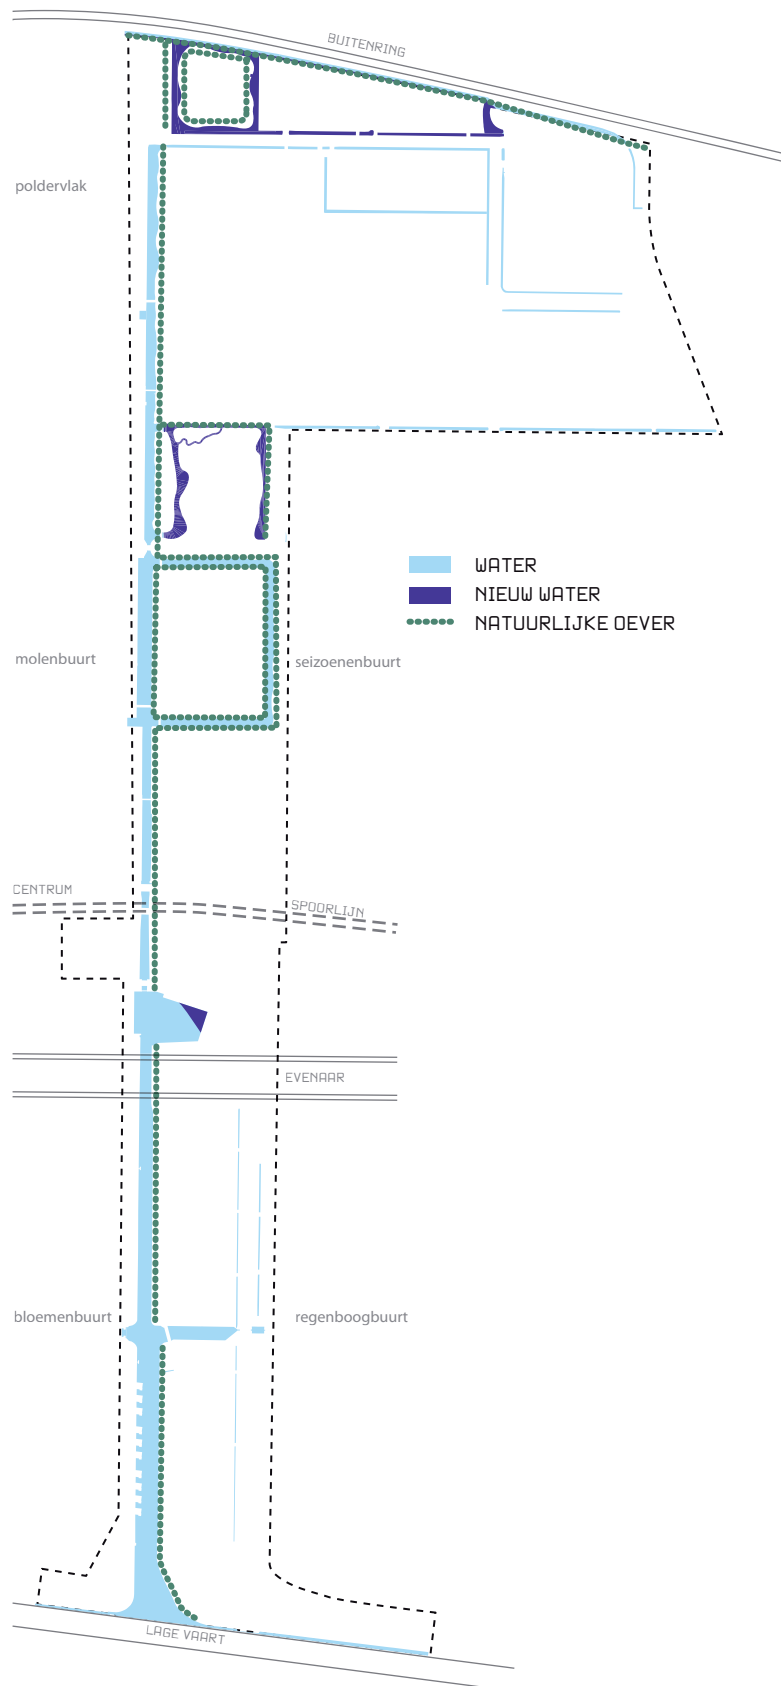 BUITENRING
poldervlak
WATER
NIEUW WATER
NATUURLIJKE OEVER
molenbuurt
seizoenenbuurt
CENTRUM
SPOORLIJN
EVENAAR
bloemenbuurt
regenboogbuurt
LAGE VAART